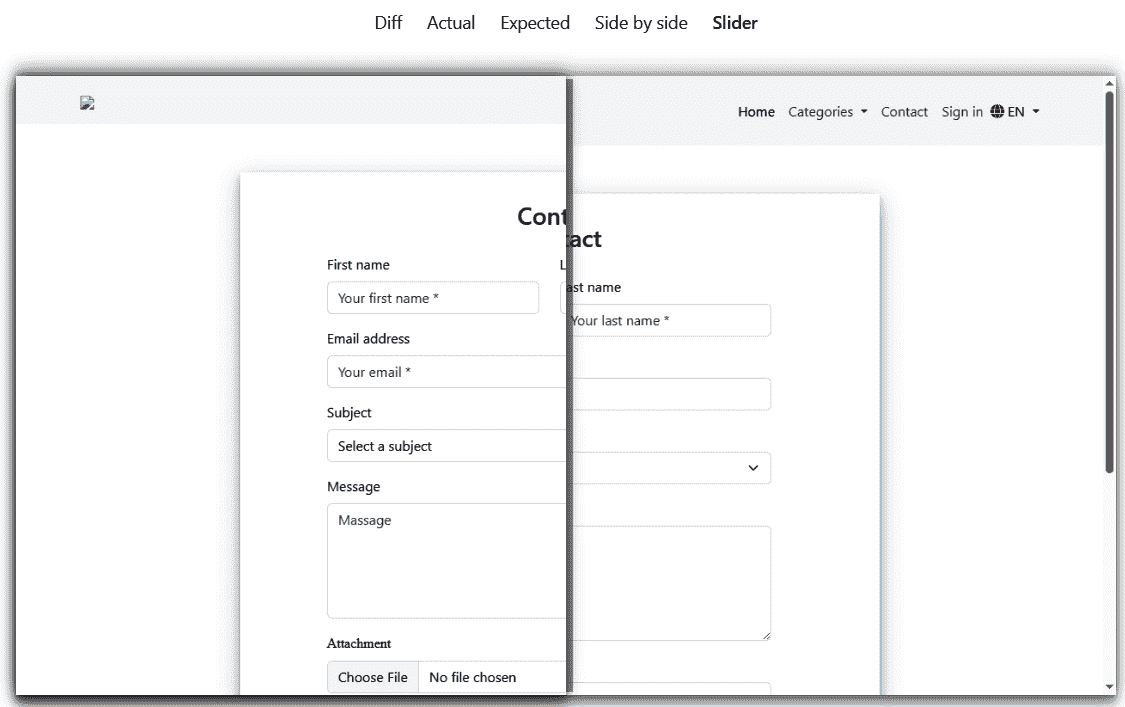 Diff Actual Expected Side by side Slider
Home Categories Contact Sign in EN
Cont
tact
First name
L
ast name
Your first name *
Your last name *
Email address
Your email *
Subject
Select a subject
Message
Massage
Attachment
Choose File No file chosen